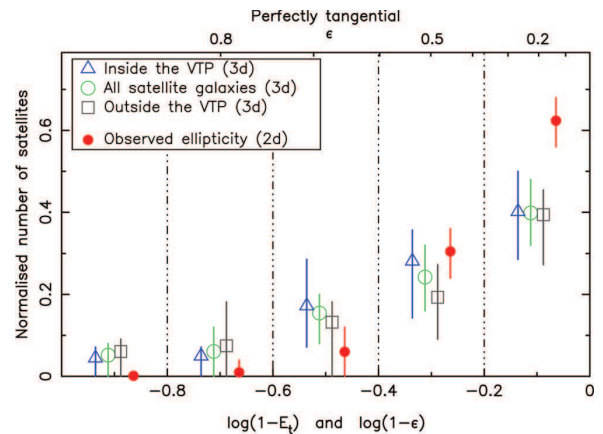 Perfectly tangential
ϵ
0.8 0.5 0.2
Inside the VTP (3d)
All satellite galaxies (3d)
Outside the VTP (3d)
Observed ellipticity (2d)
Normalised number of satellites
0.6
0.4
0.2
0
−0.8 −0.6 −0.4 −0.2 0
log(1−E_t) and log(1−ϵ)